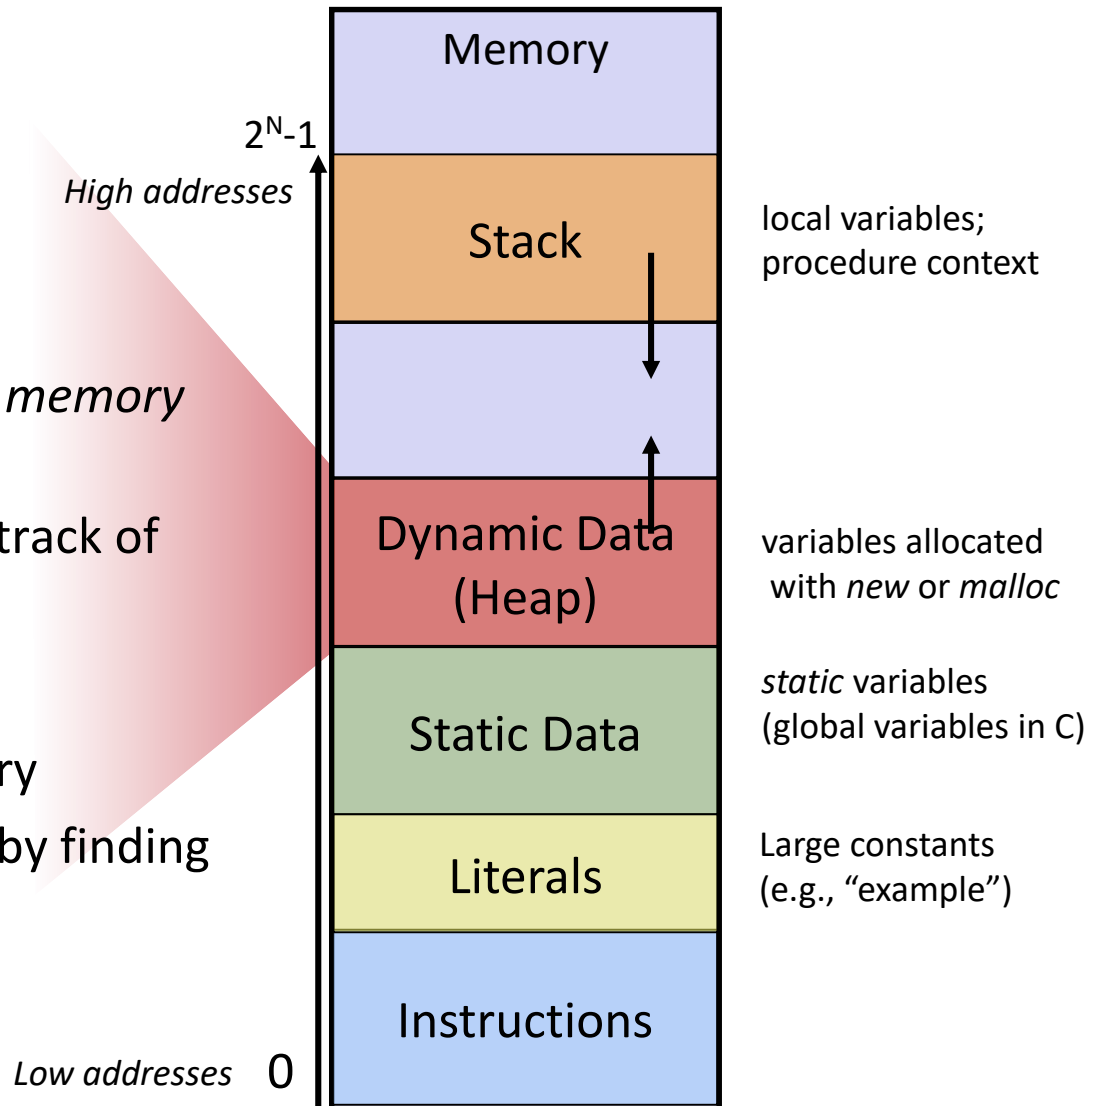 Memory
2ᴺ-1
High addresses
Stack
local variables;
procedure context
memory
track of
Dynamic Data
(Heap)
variables allocated
with new or malloc
static variables
(global variables in C)
Static Data
ry
by finding
Literals
Large constants
(e.g., “example”)
Instructions
Low addresses 0